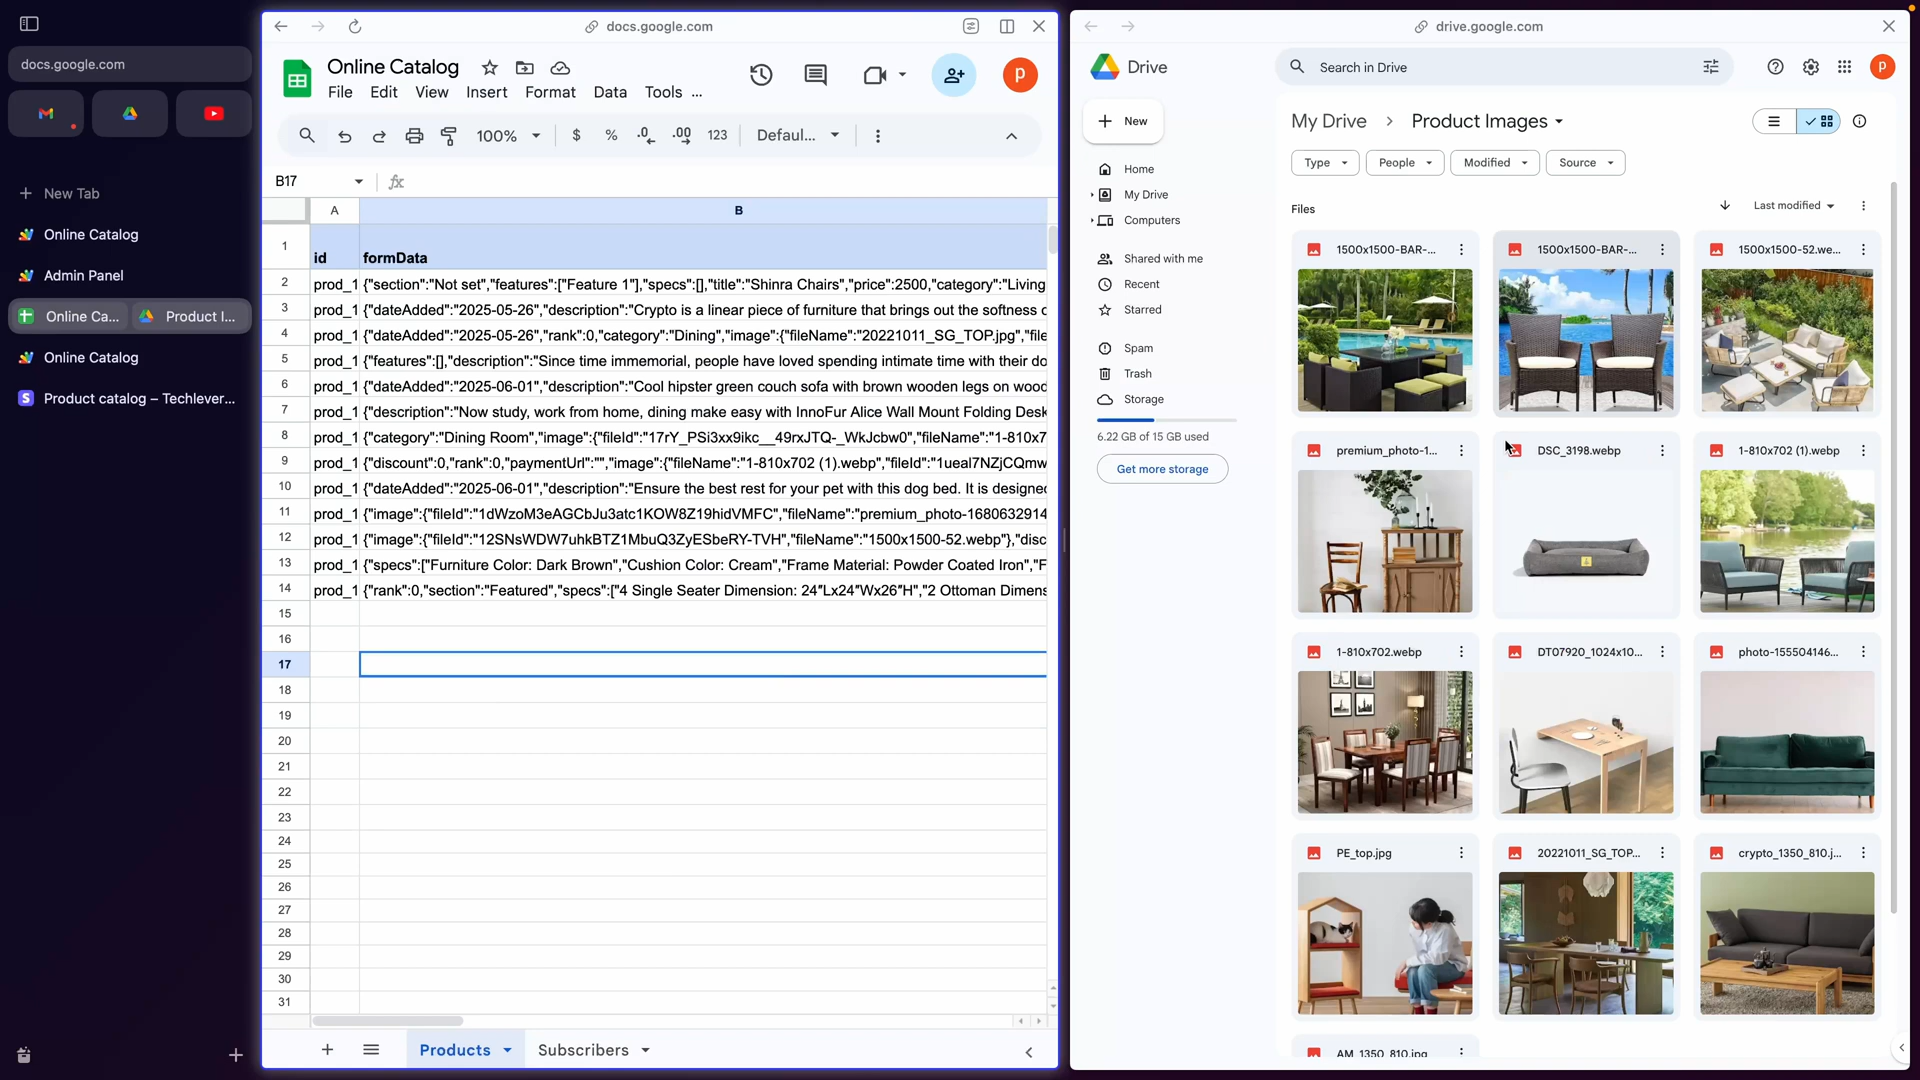 docs.google.com
New Tab
Online Catalog
Admin Panel
Online Ca...
Product I...
Online Catalog
S
Product catalog – Techlever...
docs.google.com
Online Catalog
p
File Edit View Insert Format Data Tools ...
100% $ % .0 .00 123 Defaul...
B17 fx
A B
1 id formData
2 prod_1 {"section":"Not set","features":["Feature 1"],"specs":[],"title":"Shinra Chairs","price":2500,"category":"Living
3 prod_1 {"dateAdded":"2025-05-26","description":"Crypto is a linear piece of furniture that brings out the softness
4 prod_1 {"dateAdded":"2025-05-26","rank":0,"category":"Dining","image":{"fileName":"20221011_SG_TOP.jpg","file
5 prod_1 {"features":[],"description":"Since time immemorial, people have loved spending intimate time with their do
6 prod_1 {"dateAdded":"2025-06-01","description":"Cool hipster green couch sofa with brown wooden legs on wood
7 prod_1 {"description":"Now study, work from home, dining make easy with InnoFur Alice Wall Mount Folding Desk
8 prod_1 {"category":"Dining Room","image":{"fileId":"17rY_PSi3xx9ikc__49rxJTQ-_WkJcbw0","fileName":"1-810x7
9 prod_1 {"discount":0,"rank":0,"paymentUrl":"","image":{"fileName":"1-810x702 (1).webp","fileId":"1ueal7NZjCQmw
10 prod_1 {"dateAdded":"2025-06-01","description":"Ensure the best rest for your pet with this dog bed. It is designed
11 prod_1 {"image":{"fileId":"1dWzoM3eAGCbJu3atc1KOW8Z19hidVMFC","fileName":"premium_photo-1680632914
12 prod_1 {"image":{"fileId":"12SNsWDW7uhkBTZ1MbuQ3ZyESbeRY-TVH","fileName":"1500x1500-52.webp"},"disc
13 prod_1 {"specs":["Furniture Color: Dark Brown","Cushion Color: Cream","Frame Material: Powder Coated Iron","F
14 prod_1 {"rank":0,"section":"Featured","specs":["4 Single Seater Dimension: 24″Lx24″Wx26″H","2 Ottoman Dimens
15
16
17
18
19
20
21
22
23
24
25
26
27
28
29
30
31
Products Subscribers
drive.google.com
Drive
Search in Drive
p
New
Home
My Drive
Computers
Shared with me
Recent
Starred
Spam
Trash
Storage
6.22 GB of 15 GB used
Get more storage
My Drive > Product Images
Type People Modified Source
Files Last modified
1500x1500-BAR-... 1500x1500-BAR-... 1500x1500-52.we...
premium_photo-1... DSC_3198.webp 1-810x702 (1).webp
1-810x702.webp DT07920_1024x10... photo-155504146...
PE_top.jpg 20221011_SG_TOP... crypto_1350_810.j...
AM_1350_810.jpg